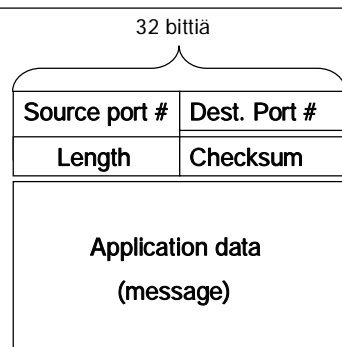 32 bittiä
Source port # Dest. Port #
Length Checksum
Application data
(message)